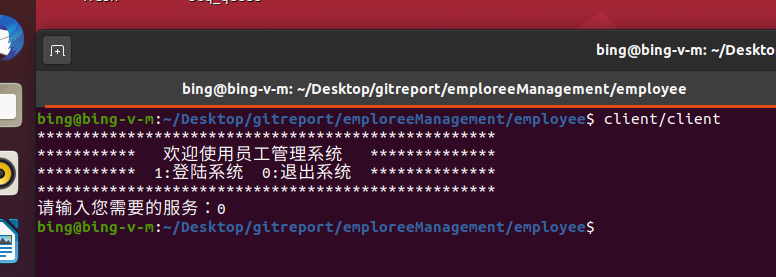 bing@bing-v-m: ~/Deskto
bing@bing-v-m: ~/Desktop/gitreport/emploreeManagement/employee
bing@bing-v-m:~/Desktop/gitreport/emploreeManagement/employee$ client/client
***************************************************
*********** 欢迎使用员工管理系统 **************
*********** 1:登陆系统 0:退出系统 **************
***************************************************
请输入您需要的服务：0
bing@bing-v-m:~/Desktop/gitreport/emploreeManagement/employee$